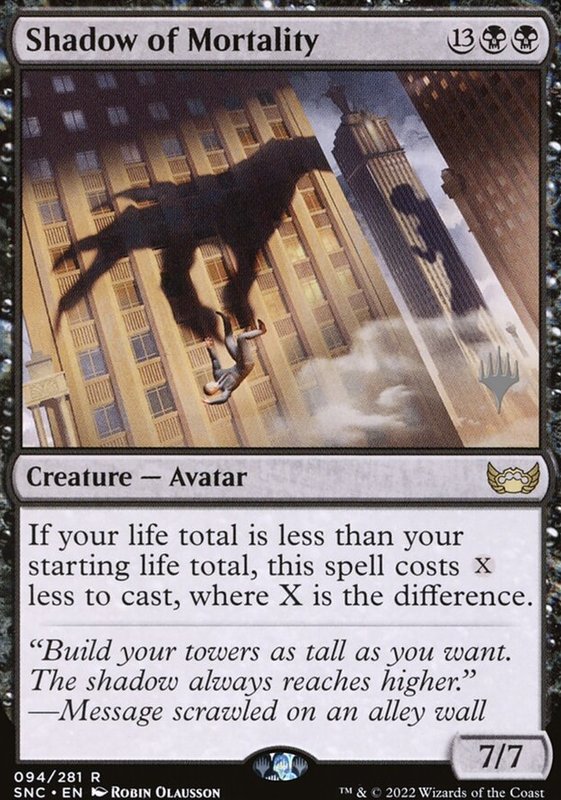 Shadow of Mortality 13
Creature — Avatar
If your life total is less than your
starting life total, this spell costs X
less to cast, where X is the difference.
“Build your towers as tall as you want.
The shadow always reaches higher.”
—Message scrawled on an alley wall
7/7
094/281 R
SNC • EN ROBIN OLAUSSON
™ & © 2022 Wizards of the Coast